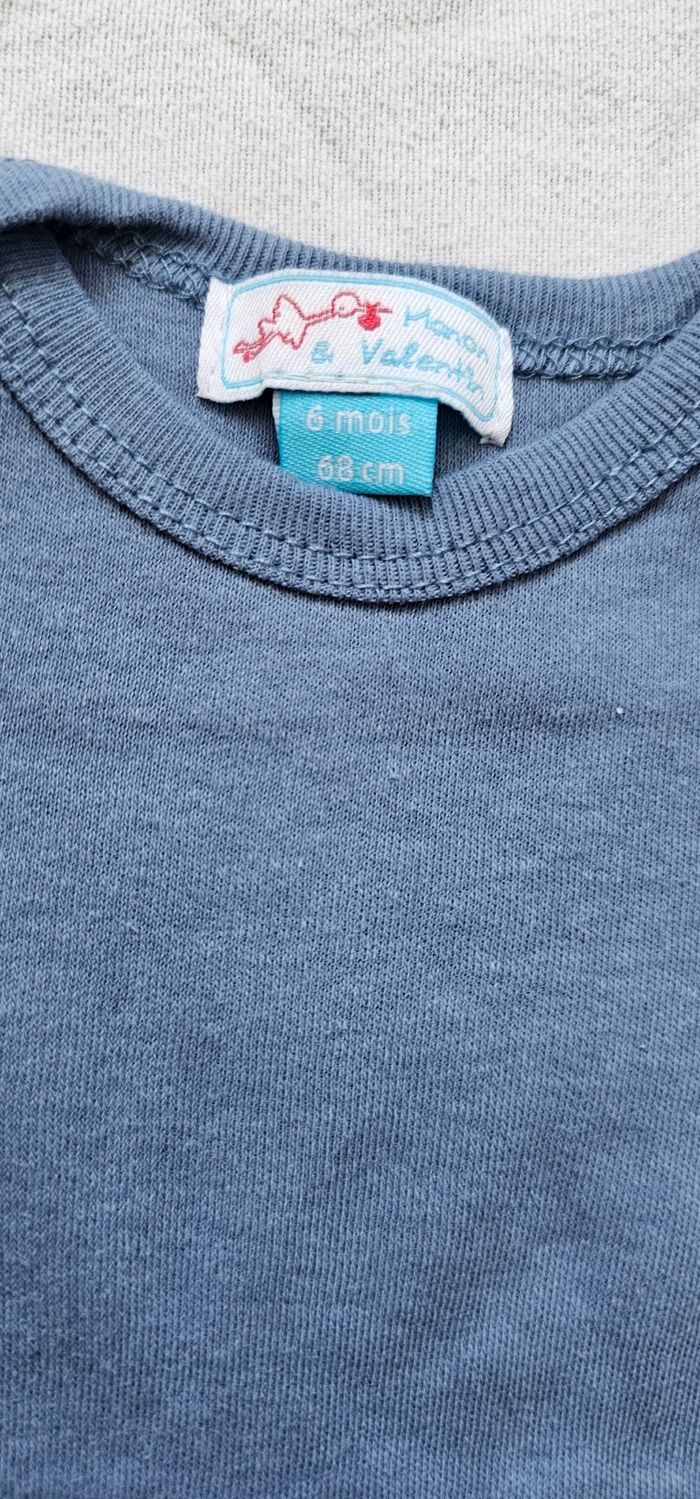 Manon
& Valentin
6 mois
68 cm